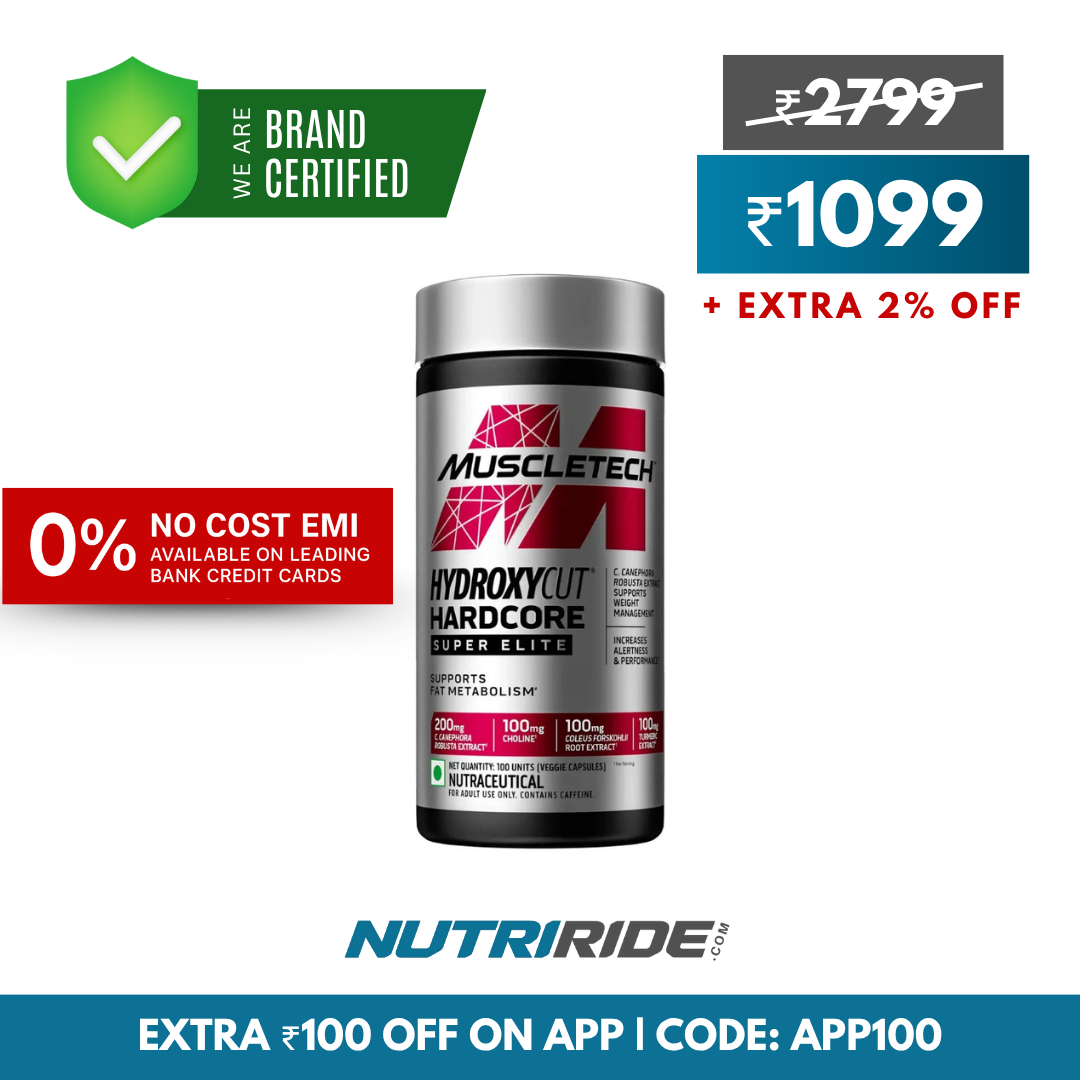 WE ARE
BRAND
CERTIFIED
₹2799
₹1099
+ EXTRA 2% OFF
0%
NO COST EMI
AVAILABLE ON LEADING
BANK CREDIT CARDS
MUSCLETECH™
HYDROXYCUT®
HARDCORE
SUPER ELITE
C. CANEPHORA
ROBUSTA EXTRACT
SUPPORTS
WEIGHT
MANAGEMENT
INCREASES
ALERTNESS
& PERFORMANCE
SUPPORTS
FAT METABOLISM
200mg
C. CANEPHORA
ROBUSTA EXTRACT
100mg
CHOLINE
100mg
COLEUS FORSKOHLII
ROOT EXTRACT
100mg
TURMERIC
EXTRACT
NET QUANTITY: 100 UNITS (VEGGIE CAPSULES)
NUTRACEUTICAL
FOR ADULT USE ONLY. CONTAINS CAFFEINE.
NUTRIRIDE.COM
EXTRA ₹100 OFF ON APP | CODE: APP100